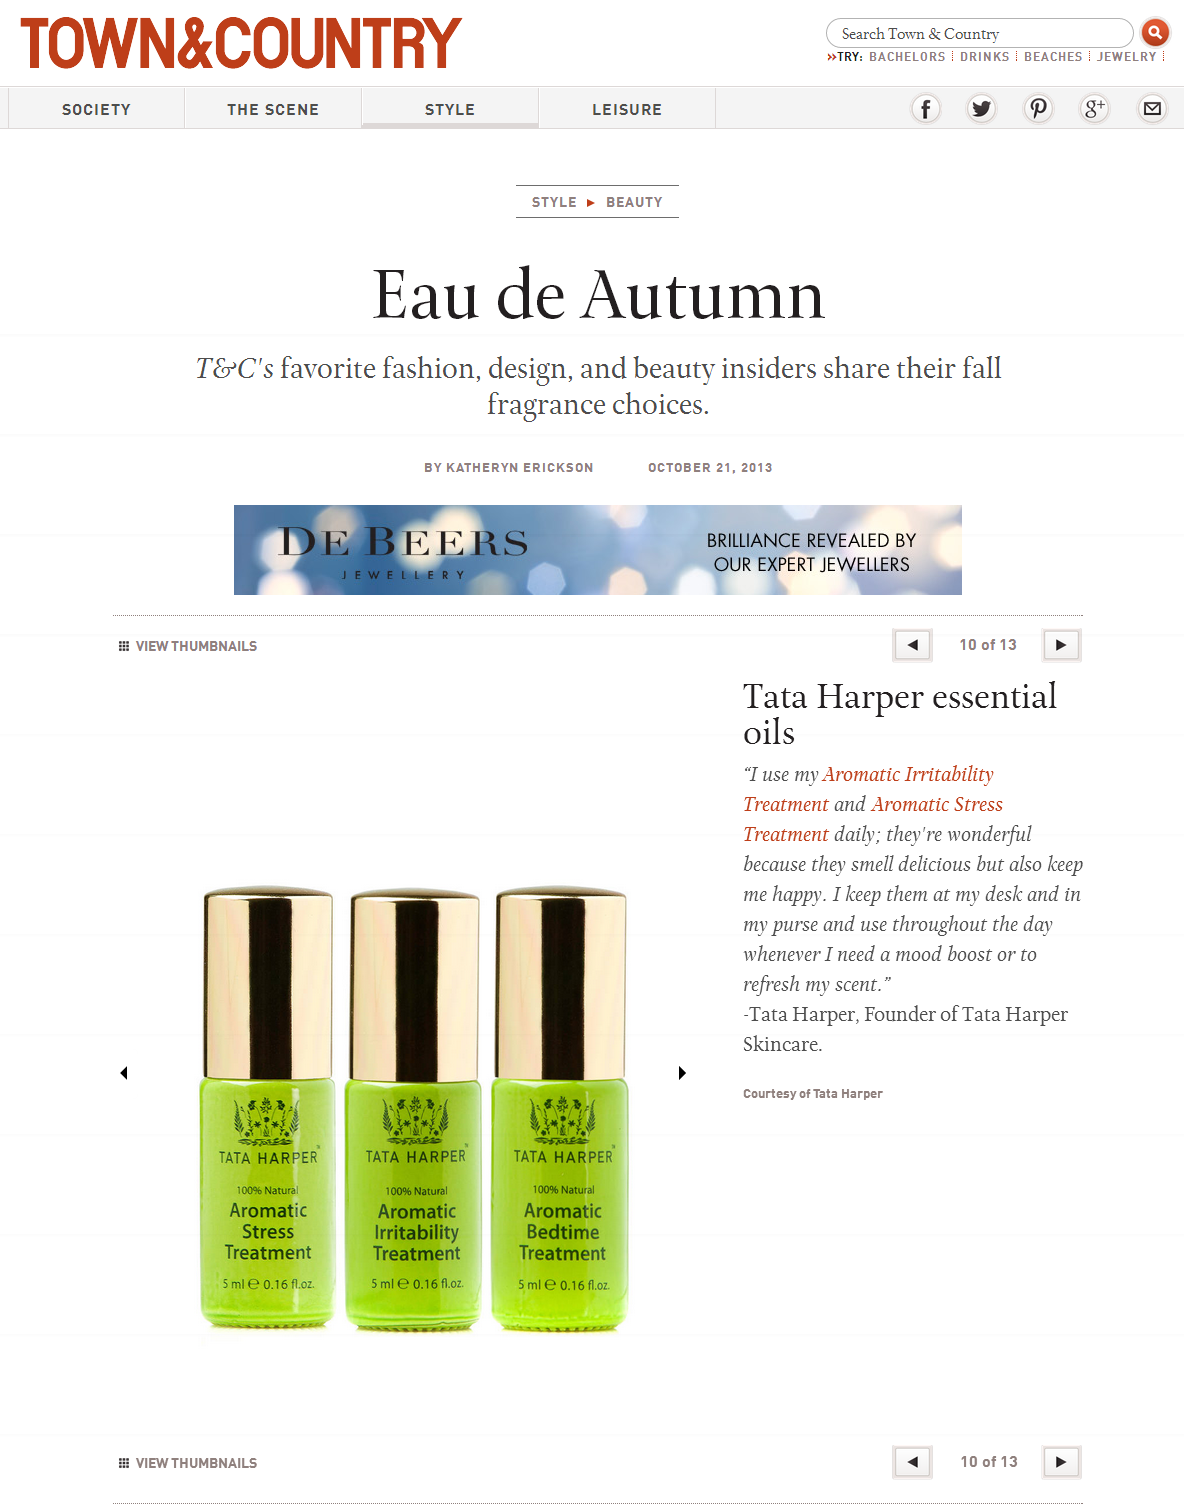 TOWN&COUNTRY
Search Town & Country
»TRY: BACHELORS DRINKS BEACHES JEWELRY
SOCIETY THE SCENE STYLE LEISURE
STYLE ▸ BEAUTY
Eau de Autumn
T&C's favorite fashion, design, and beauty insiders share their fall
fragrance choices.
BY KATHERYN ERICKSON OCTOBER 21, 2013
DE BEERS
JEWELLERY
BRILLIANCE REVEALED BY
OUR EXPERT JEWELLERS
VIEW THUMBNAILS
10 of 13
Tata Harper essential
oils
“I use my Aromatic Irritability
Treatment and Aromatic Stress
Treatment daily; they're wonderful
because they smell delicious but also keep
me happy. I keep them at my desk and in
my purse and use throughout the day
whenever I need a mood boost or to
refresh my scent.”
-Tata Harper, Founder of Tata Harper
Skincare.
Courtesy of Tata Harper
TATA HARPER™
100% Natural
Aromatic
Stress
Treatment
5 ml ℮ 0.16 fl.oz.
TATA HARPER™
100% Natural
Aromatic
Irritability
Treatment
5 ml ℮ 0.16 fl.oz.
TATA HARPER™
100% Natural
Aromatic
Bedtime
Treatment
5 ml ℮ 0.16 fl.oz.
VIEW THUMBNAILS
10 of 13